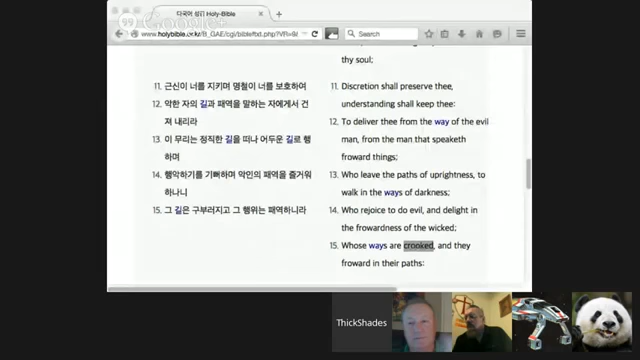 다국어 성경 Holy-Bible
Google+
www.holybible.or.kr/B_GAE/cgi/bibleftxt.php?VR=8&
thy soul;
11. 근신이 너를 지키며 명철이 너를 보호하여
12. 악한 자의 길과 패역을 말하는 자에게서 건
져 내리라
13. 이 무리는 정직한 길을 떠나 어두운 길로 행
하며
14. 행악하기를 기뻐하며 악인의 패역을 즐거워
하나니
15. 그 길은 구부러지고 그 행위는 패역하니라
11. Discretion shall preserve thee,
understanding shall keep thee:
12. To deliver thee from the way of the evil
man, from the man that speaketh
froward things;
13. Who leave the paths of uprightness, to
walk in the ways of darkness;
14. Who rejoice to do evil, and delight in
the frowardness of the wicked;
15. Whose ways are crooked, and they
froward in their paths:
ThickShades